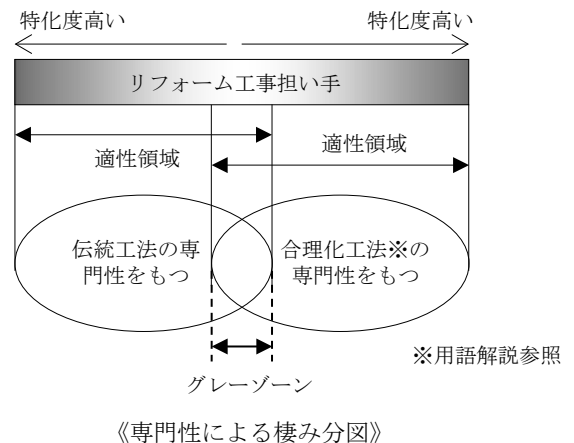 特化度高い
特化度高い
リフォーム工事担い手
適性領域
適性領域
伝統工法の専
門性をもつ
合理化工法※の
専門性をもつ
※用語解説参照
グレーゾーン
《専門性による棲み分図》